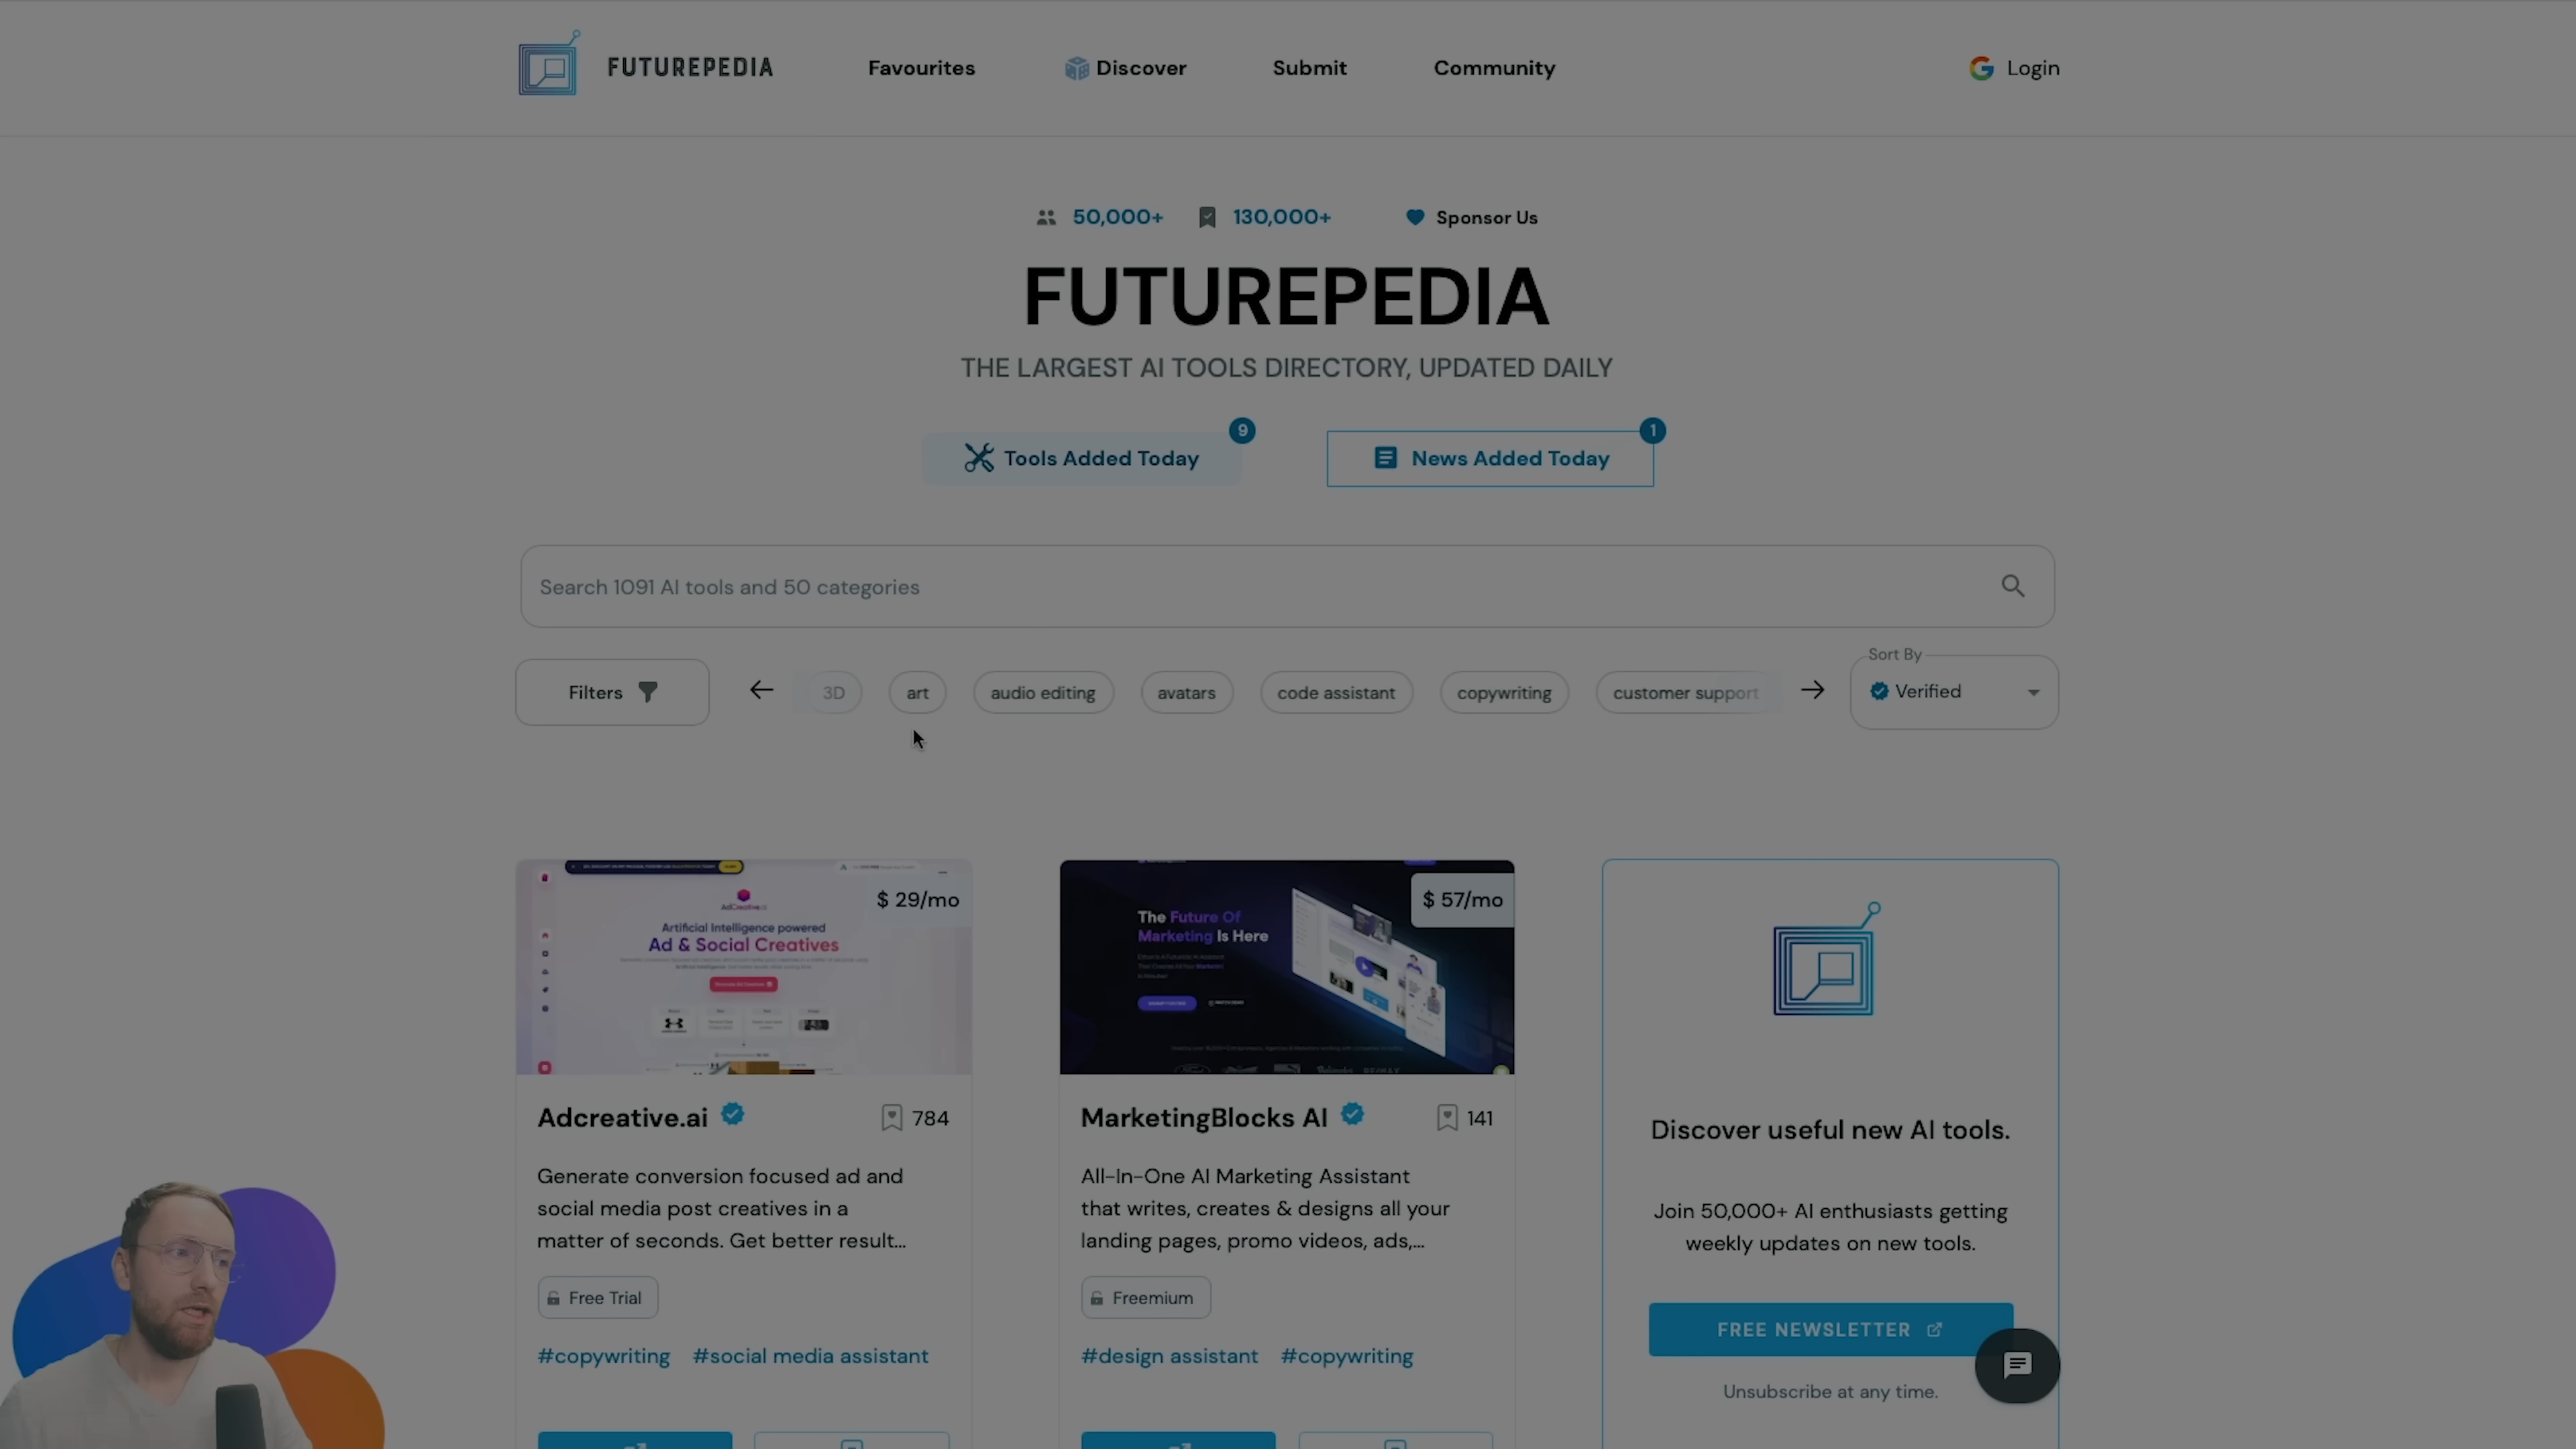 FUTUREPEDIA
Favourites
Discover
Submit
Community
Login
50,000+
130,000+
Sponsor Us
FUTUREPEDIA
THE LARGEST AI TOOLS DIRECTORY, UPDATED DAILY
Tools Added Today
9
News Added Today
1
Search 1091 AI tools and 50 categories
Filters
3D
art
audio editing
avatars
code assistant
copywriting
customer support
Sort By
Verified
$ 29/mo
AdCreative.ai
Artificial Intelligence powered
Ad & Social Creatives
Adcreative.ai
784
Generate conversion focused ad and
social media post creatives in a
matter of seconds. Get better result...
Free Trial
#copywriting #social media assistant
$ 57/mo
The Future Of
Marketing Is Here
MarketingBlocks AI
141
All-In-One AI Marketing Assistant
that writes, creates & designs all your
landing pages, promo videos, ads,...
Freemium
#design assistant #copywriting
Discover useful new AI tools.
Join 50,000+ AI enthusiasts getting
weekly updates on new tools.
FREE NEWSLETTER
Unsubscribe at any time.